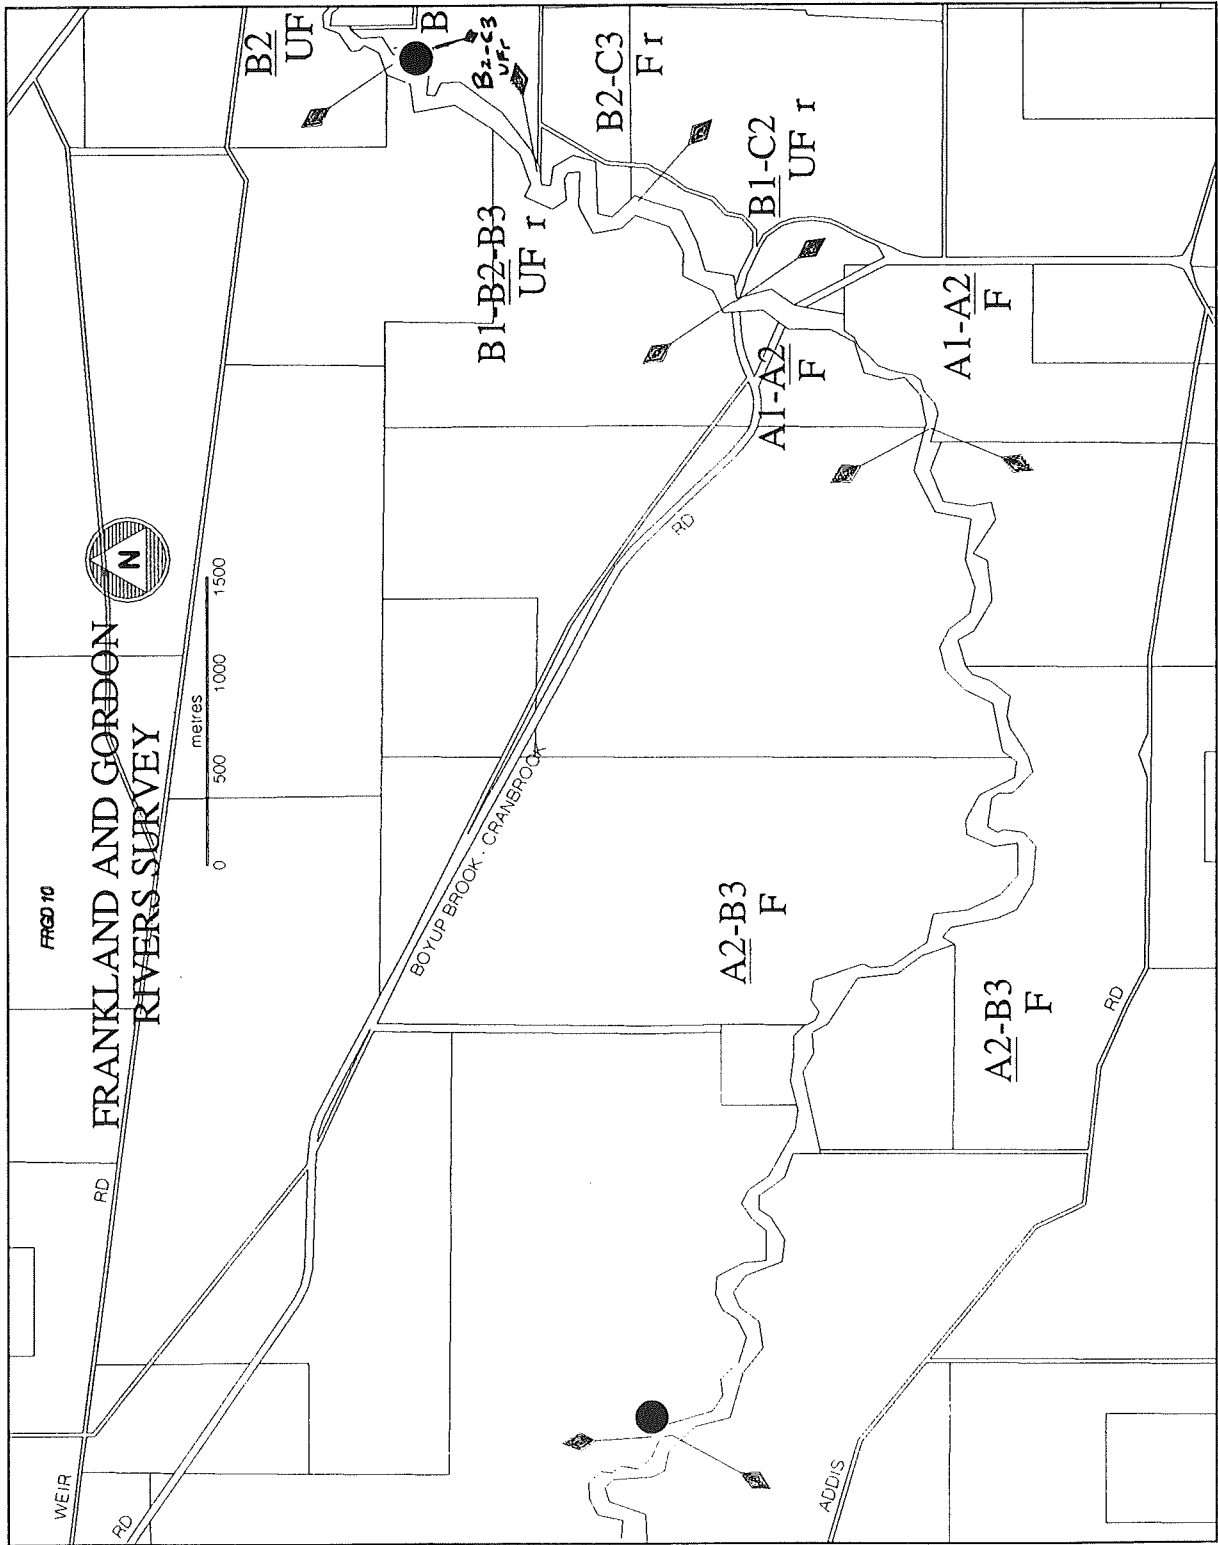 FRGD 10
FRANKLAND AND GORDON
RIVERS SURVEY
N
metres
0 500 1000 1500
WEIR
RD
RD
BOYUP BROOK - CRANBROOK
RD
ADDIS
RD
B2
UF
B
B2-C3
UFr
B2-C3
F r
B1-B2-B3
UF r
B1-C2
UF r
A1-A2
F
A1-A2
F
A2-B3
F
A2-B3
F